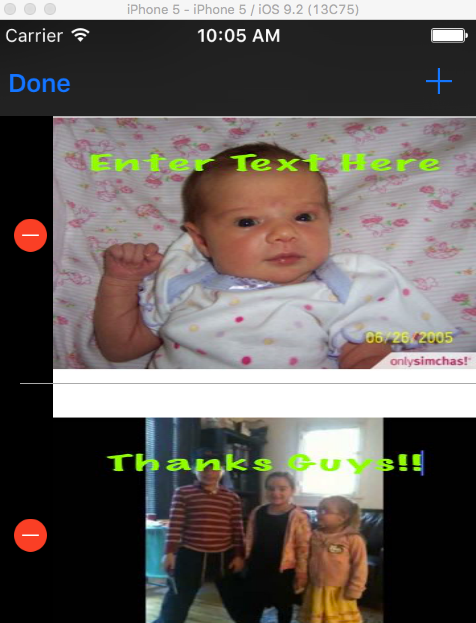 iPhone 5 - iPhone 5 / iOS 9.2 (13C75)
Carrier 10:05 AM
Done
Enter Text Here
06/26/2005
onlysimchas!
Thanks Guys!!